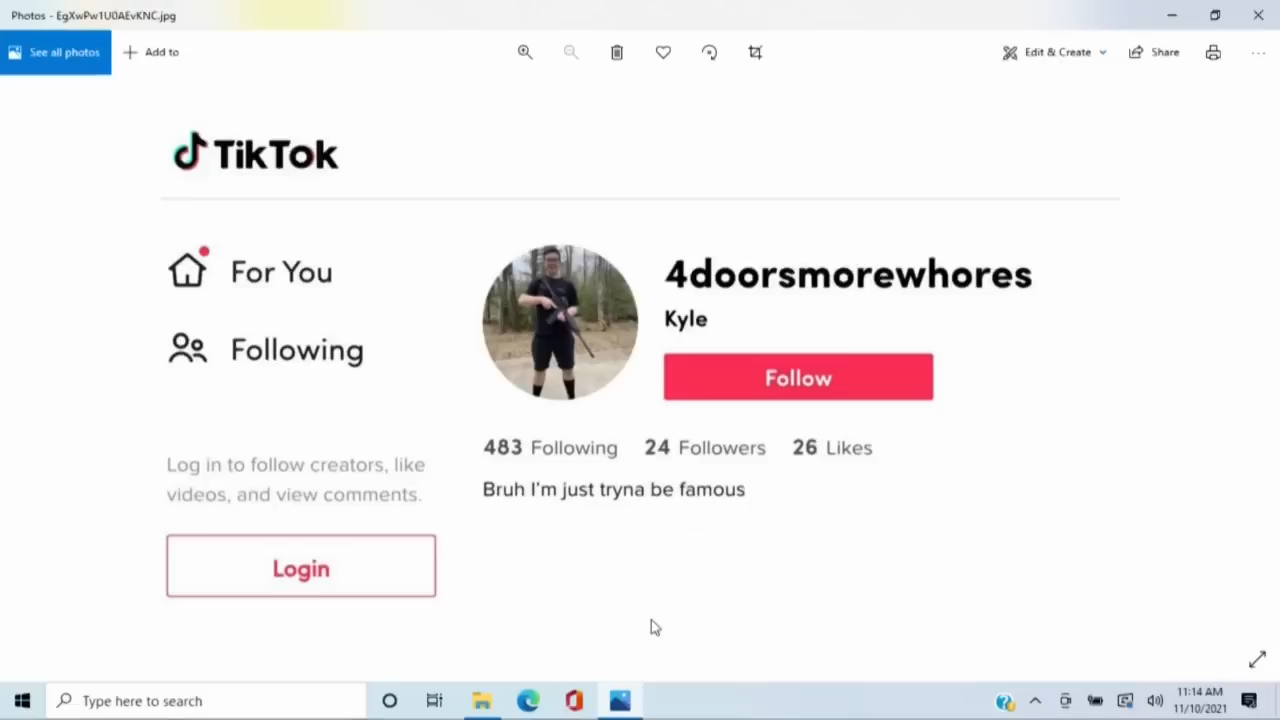 Photos - EgXwPw1U0AEvKNC.jpg
See all photos
Add to
Edit & Create
Share
TikTok
For You
Following
4doorsmorewhores
Kyle
Follow
483 Following 24 Followers 26 Likes
Bruh I'm just tryna be famous
Log in to follow creators, like
videos, and view comments.
Login
Type here to search
11:14 AM
11/10/2021